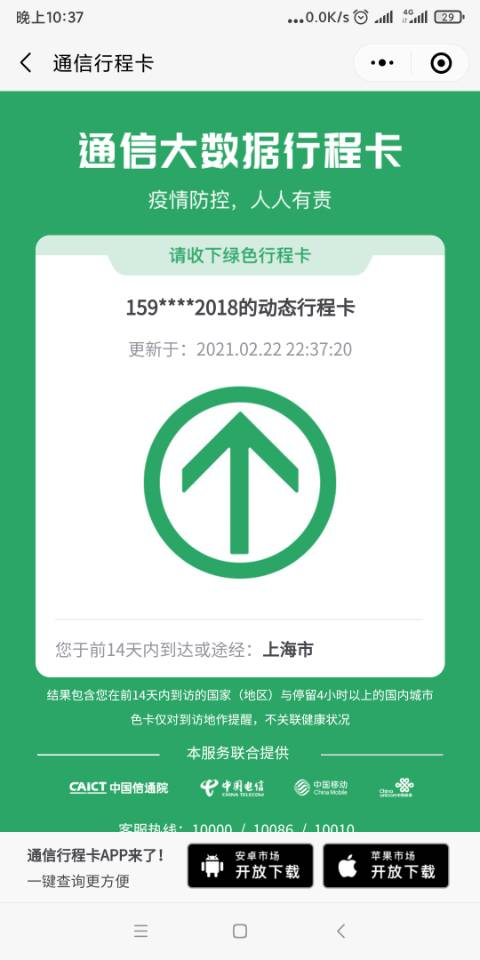 晚上10:37
...0.0K/s
4G
29
通信行程卡
通信大数据行程卡
疫情防控，人人有责
请收下绿色行程卡
159****2018的动态行程卡
更新于：2021.02.22 22:37:20
您于前14天内到达或途经：上海市
结果包含您在前14天内到访的国家（地区）与停留4小时以上的国内城市
色卡仅对到访地作提醒，不关联健康状况
本服务联合提供
CAICT 中国信通院
中国电信
CHINA TELECOM
中国移动
China Mobile
China
客服热线：10000 / 10086 / 10010
通信行程卡APP来了！
一键查询更方便
安卓市场
开放下载
苹果市场
开放下载